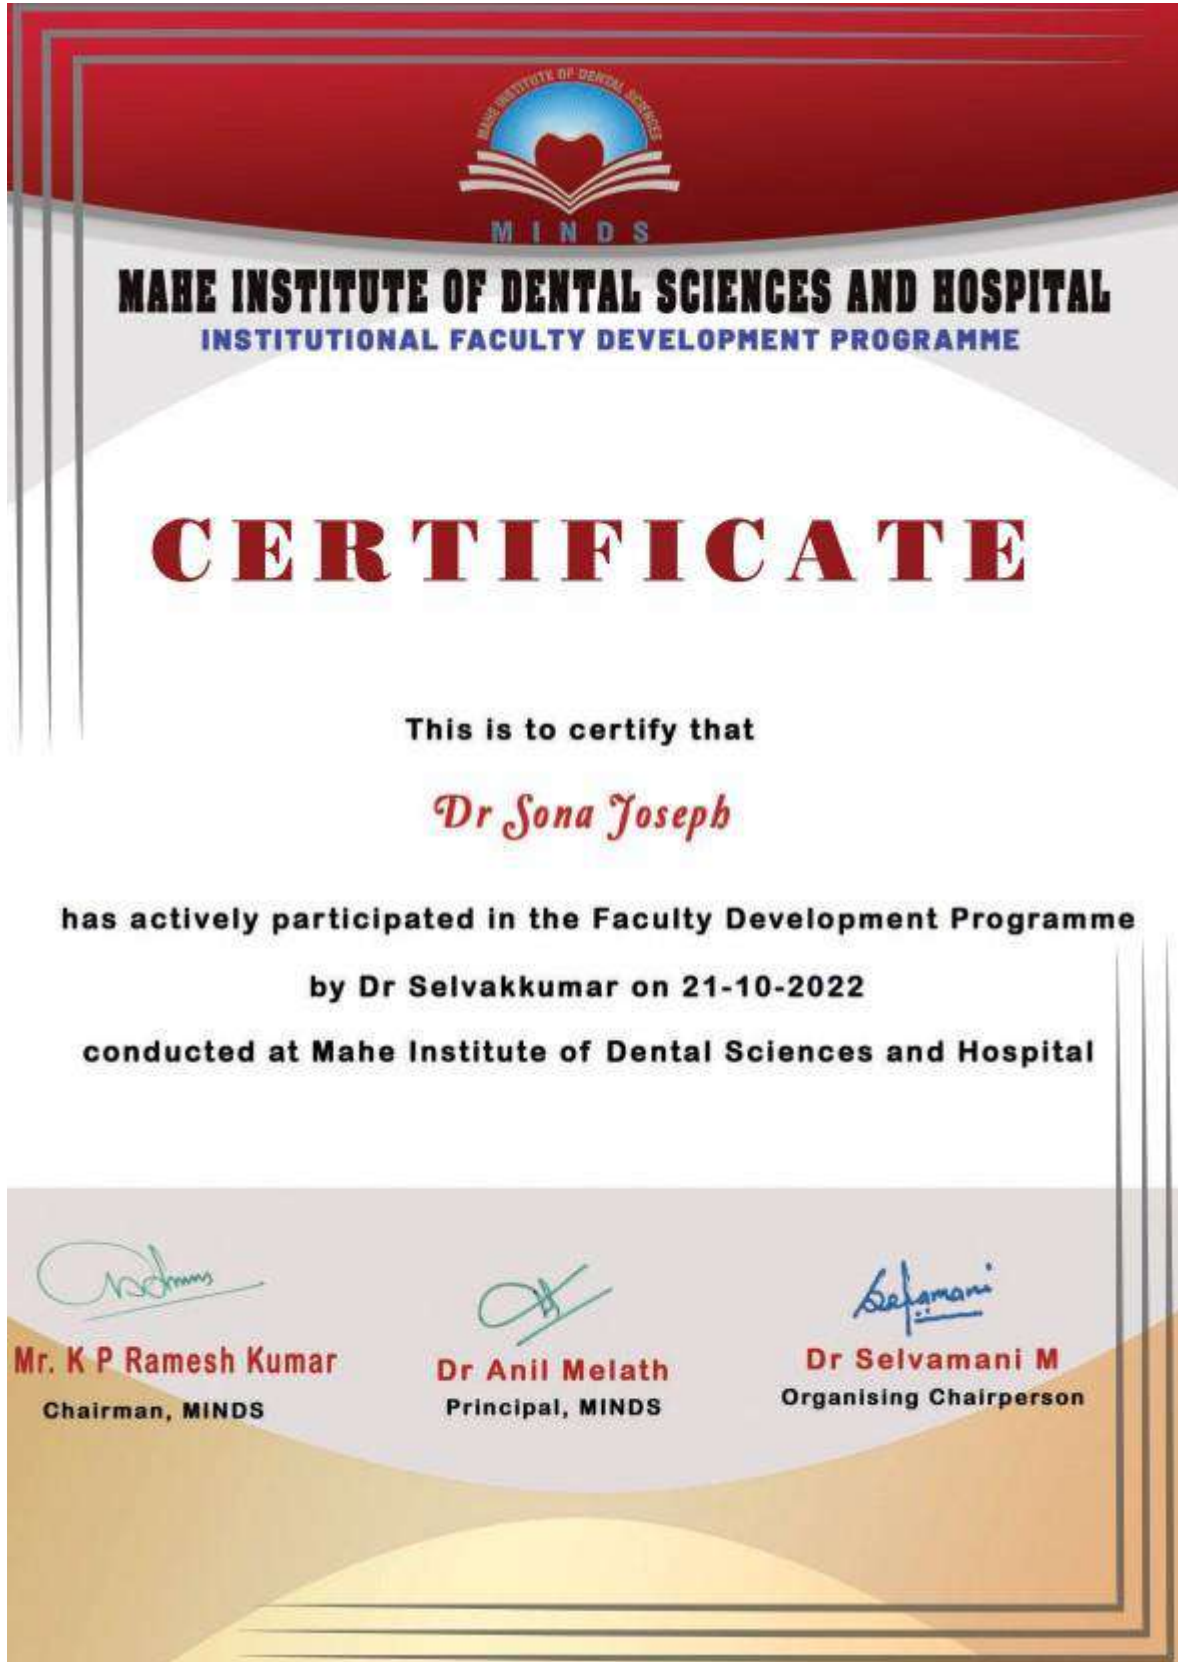 MAHE INSTITUTE OF DENTAL SCIENCES
MINDS
MAHE INSTITUTE OF DENTAL SCIENCES AND HOSPITAL
INSTITUTIONAL FACULTY DEVELOPMENT PROGRAMME
CERTIFICATE
This is to certify that
Dr Sona Joseph
has actively participated in the Faculty Development Programme
by Dr Selvakkumar on 21-10-2022
conducted at Mahe Institute of Dental Sciences and Hospital
Selvamani
Mr. K P Ramesh Kumar
Chairman, MINDS
Dr Anil Melath
Principal, MINDS
Dr Selvamani M
Organising Chairperson